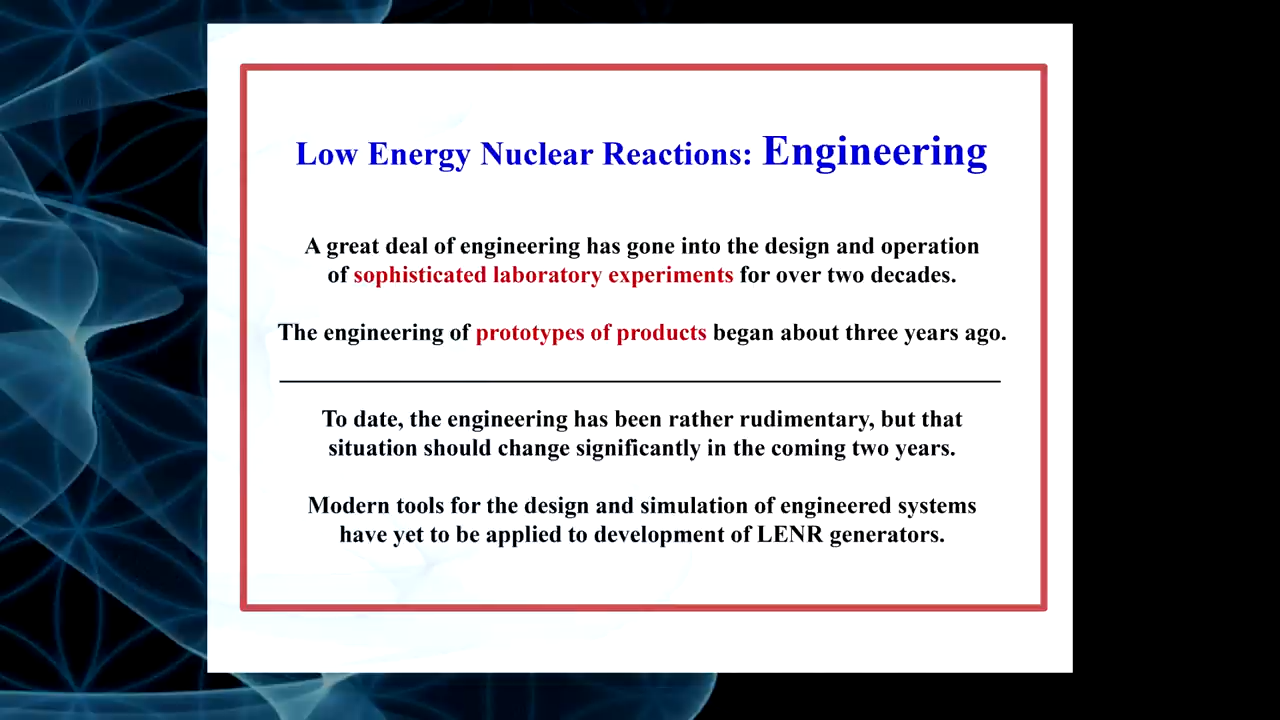 Low Energy Nuclear Reactions: Engineering
A great deal of engineering has gone into the design and operation
of sophisticated laboratory experiments for over two decades.
The engineering of prototypes of products began about three years ago.
To date, the engineering has been rather rudimentary, but that
situation should change significantly in the coming two years.
Modern tools for the design and simulation of engineered systems
have yet to be applied to development of LENR generators.